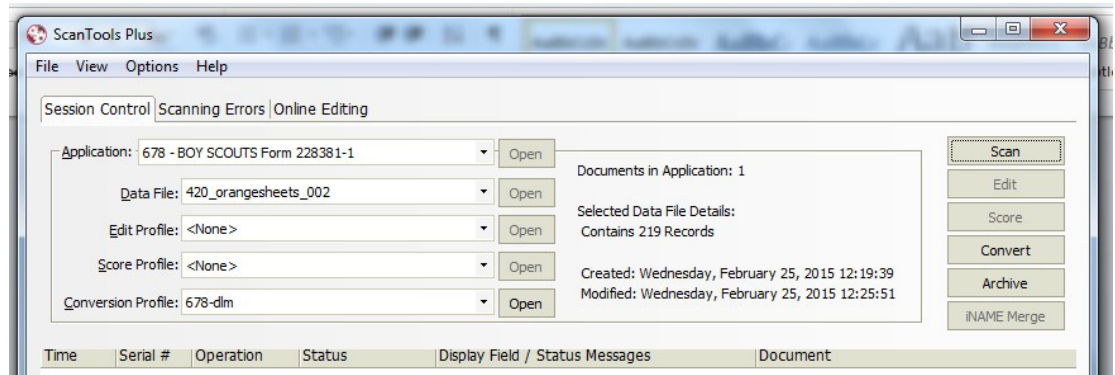 ScanTools Plus
File View Options Help
Session Control Scanning Errors Online Editing
Application: 678 - BOY SCOUTS Form 228381-1 Open
Data File: 420_orangesheets_002 Open
Edit Profile: <None> Open
Score Profile: <None> Open
Conversion Profile: 678-dlm Open
Documents in Application: 1
Selected Data File Details:
Contains 219 Records
Created: Wednesday, February 25, 2015 12:19:39
Modified: Wednesday, February 25, 2015 12:25:51
Scan
Edit
Score
Convert
Archive
iNAME Merge
Time Serial # Operation Status Display Field / Status Messages Document